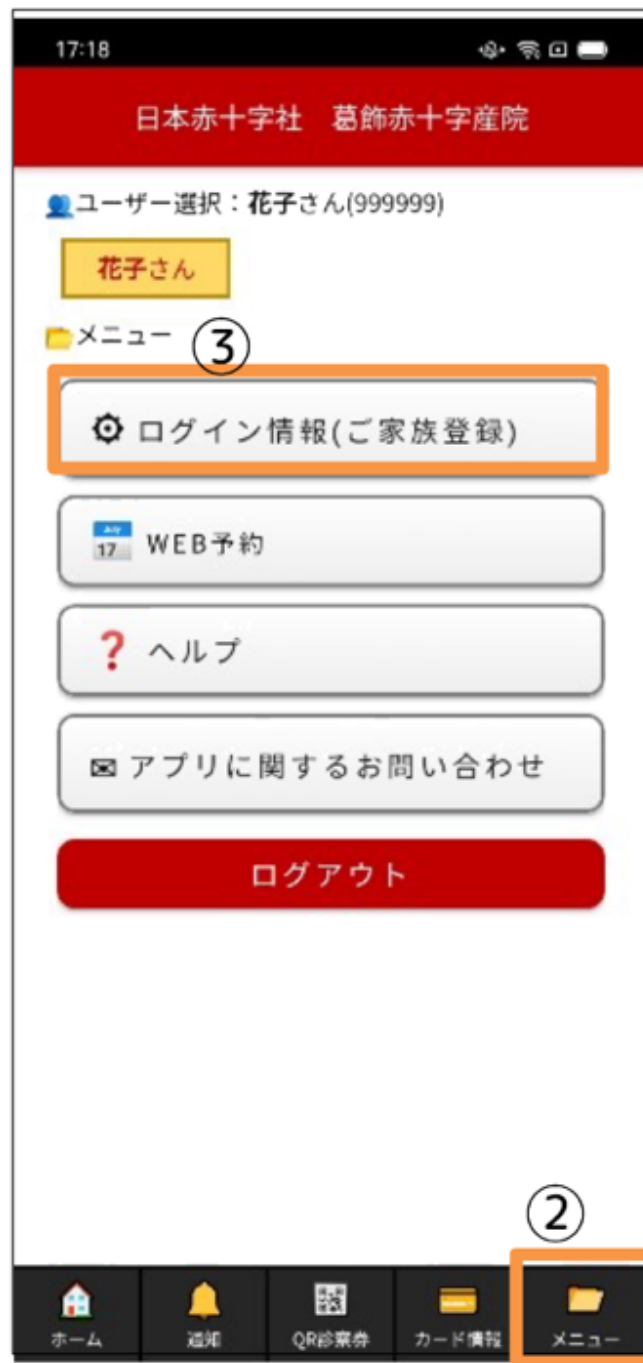 17:18
日本赤十字社　葛飾赤十字産院
ユーザー選択：花子さん(999999)
花子さん
メニュー
③
ログイン情報(ご家族登録)
July
17
WEB予約
ヘルプ
アプリに関するお問い合わせ
ログアウト
②
ホーム
通知
QR診察券
カード情報
メニュー